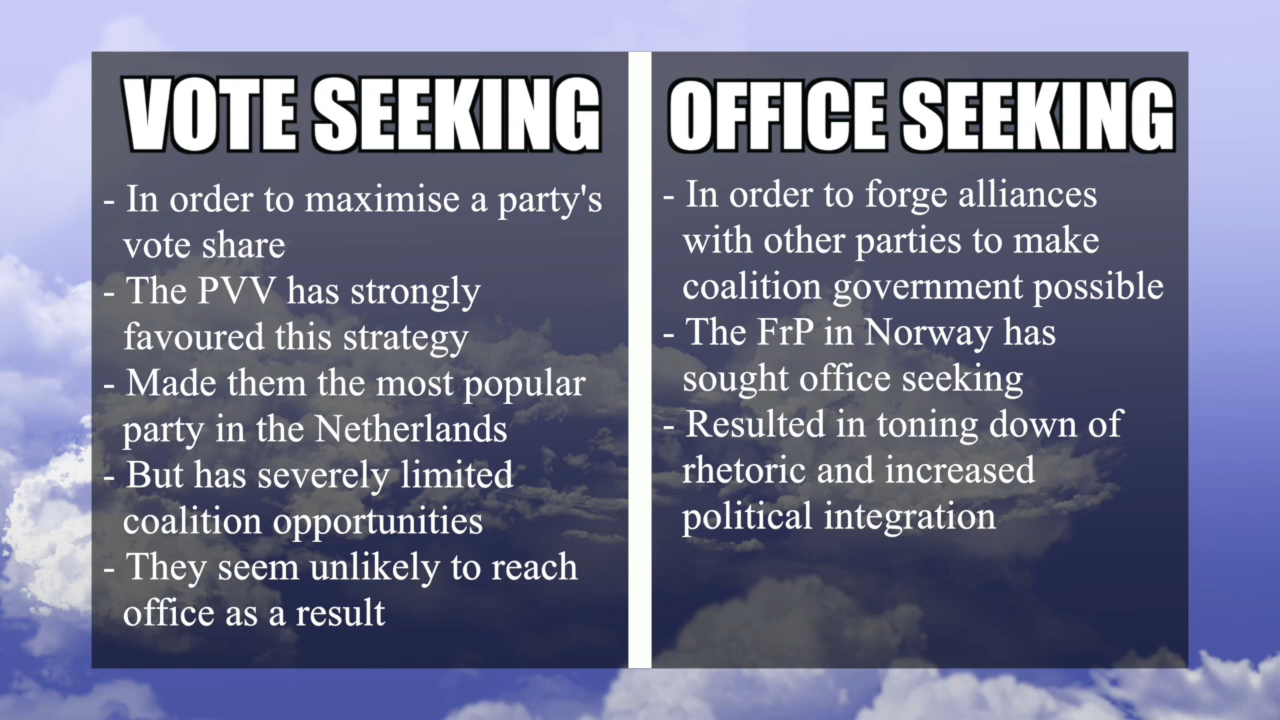 VOTE SEEKING
- In order to maximise a party's
vote share
- The PVV has strongly
favoured this strategy
- Made them the most popular
party in the Netherlands
- But has severely limited
coalition opportunities
- They seem unlikely to reach
office as a result
OFFICE SEEKING
- In order to forge alliances
with other parties to make
coalition government possible
- The FrP in Norway has
sought office seeking
- Resulted in toning down of
rhetoric and increased
political integration